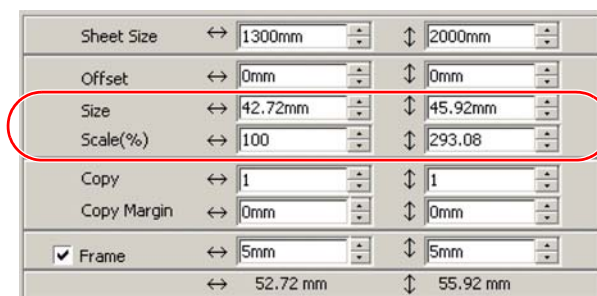 Sheet Size ↔ 1300mm ↕ 2000mm
Offset ↔ 0mm ↕ 0mm
Size ↔ 42.72mm ↕ 45.92mm
Scale(%) ↔ 100 ↕ 293.08
Copy ↔ 1 ↕ 1
Copy Margin ↔ 0mm ↕ 0mm
Frame ↔ 5mm ↕ 5mm
↔ 52.72 mm ↕ 55.92 mm